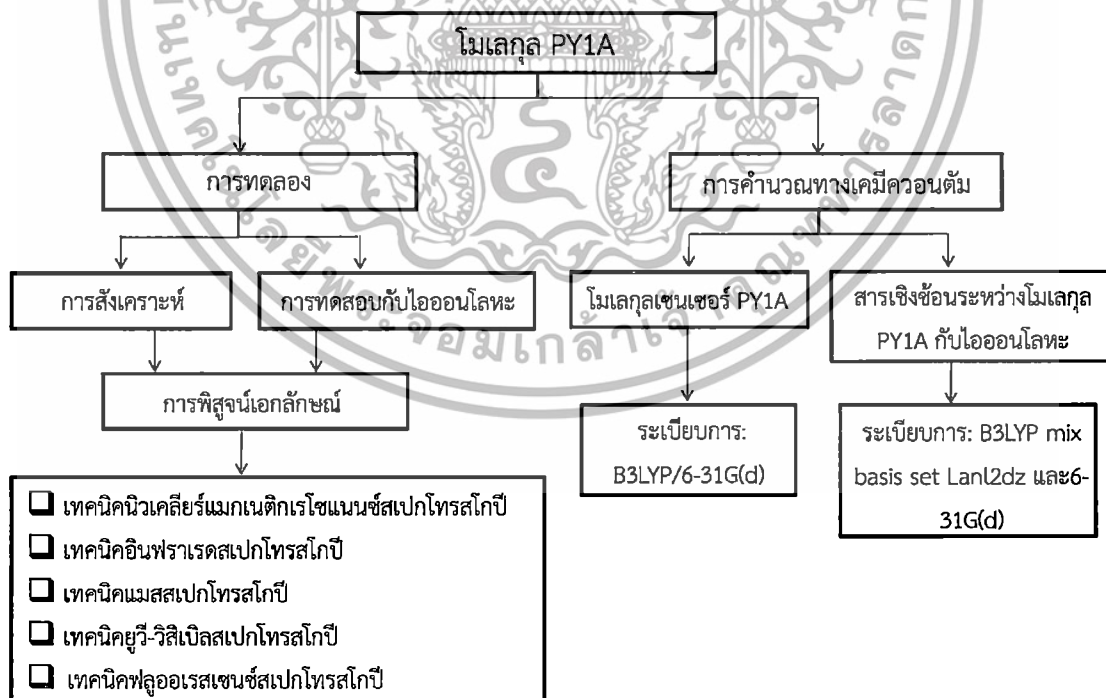 โมเลกุล PY1A
การทดลอง
การคำนวณทางเคมีควอนตัม
การสังเคราะห์
การทดสอบกับไอออนโลหะ
โมเลกุลเซนเซอร์ PY1A
สารเชิงซ้อนระหว่างโมเลกุล
PY1A กับไอออนโลหะ
การพิสูจน์เอกลักษณ์
ระเบียบการ:
B3LYP/6-31G(d)
ระเบียบการ: B3LYP mix
basis set Lanl2dz และ6-
31G(d)
เทคนิคนิวเคลียร์แมกเนติกเรโซแนนซ์สเปกโทรสโกปี
เทคนิคอินฟราเรดสเปกโทรสโกปี
เทคนิคแมสสเปกโทรสโกปี
เทคนิคยูวี-วิสิเบิลสเปกโทรสโกปี
เทคนิคฟลูออเรสเซนซ์สเปกโทรสโกปี